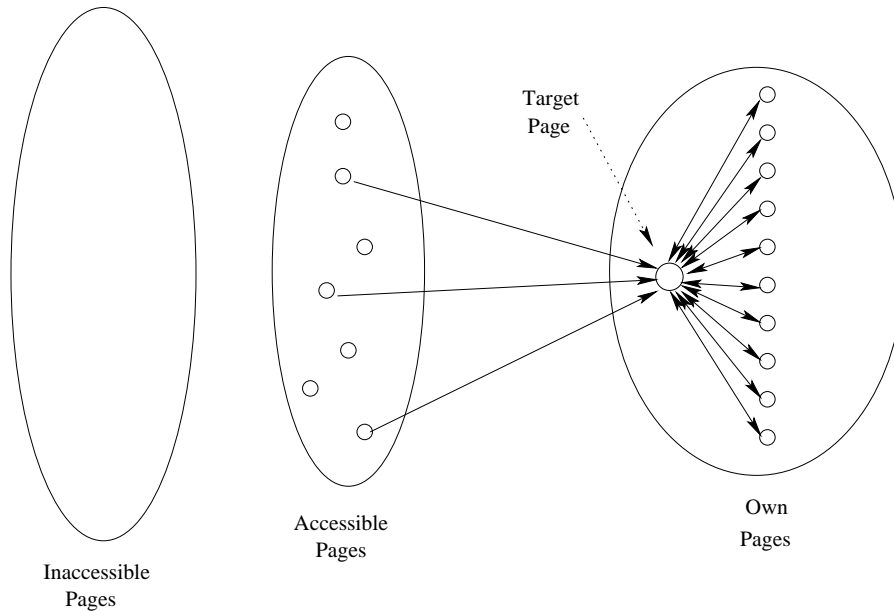 Target
Page
Own
Pages
Accessible
Pages
Inaccessible
Pages